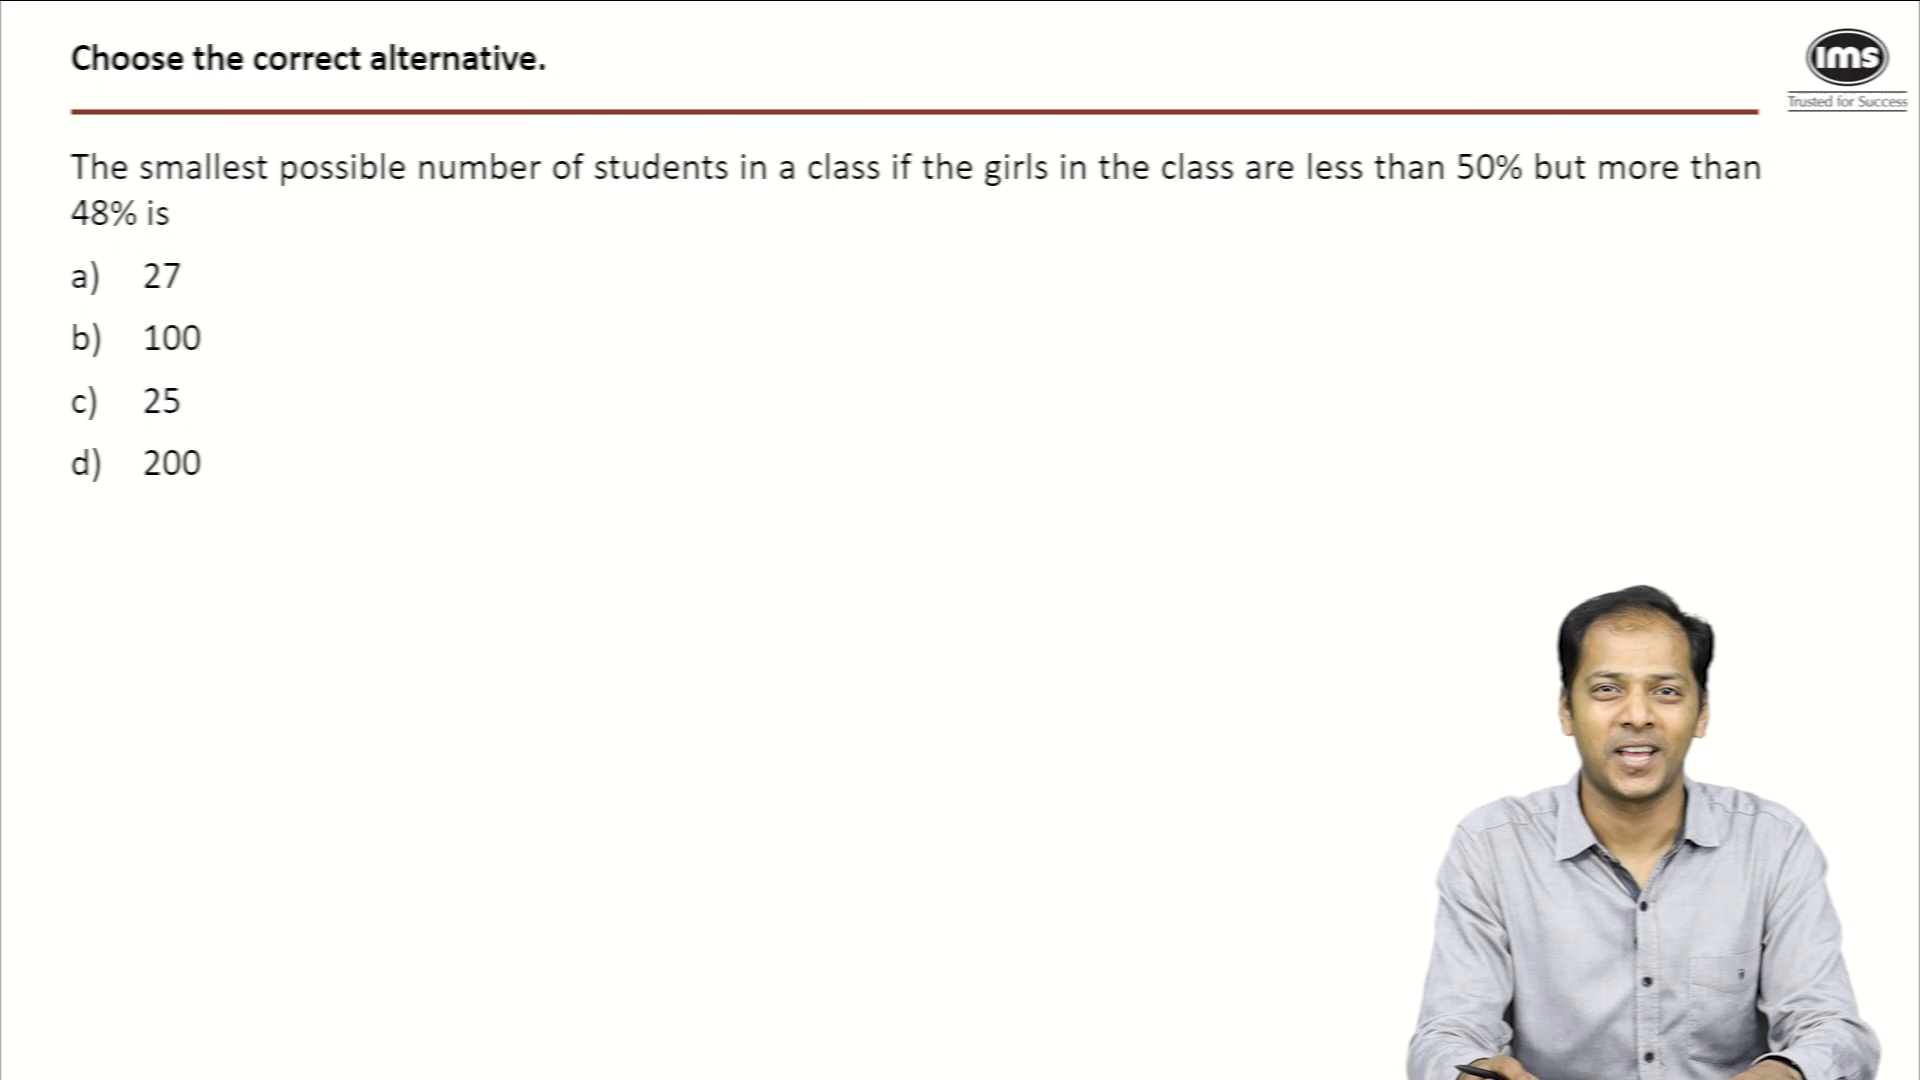 Choose the correct alternative.
ims
Trusted for Success
The smallest possible number of students in a class if the girls in the class are less than 50% but more than
48% is
a) 27
b) 100
c) 25
d) 200